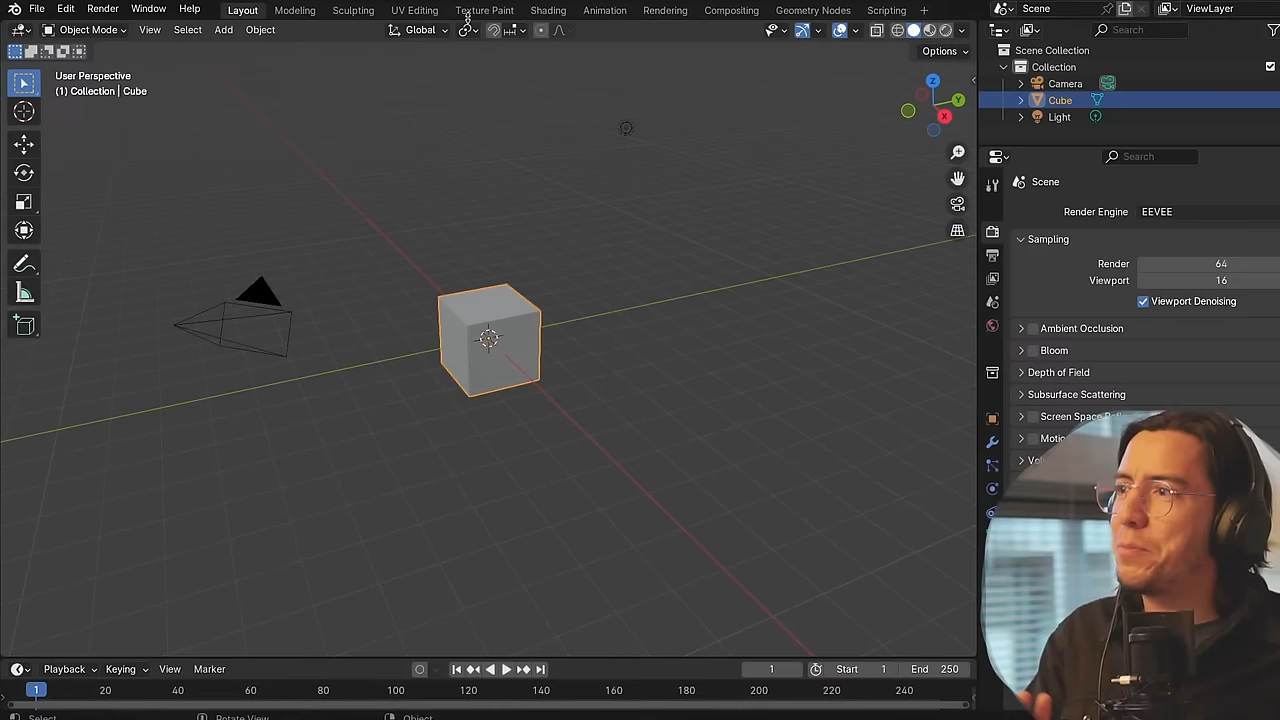 File Edit Render Window Help Layout Modeling Sculpting UV Editing Texture Paint Shading Animation Rendering Compositing Geometry Nodes Scripting + Scene ViewLayer
Object Mode View Select Add Object Global Search
Options
User Perspective
(1) Collection | Cube
Z
Y
X
Scene Collection
Collection
Camera
Cube
Light
Search
Scene
Render Engine EEVEE
Sampling
Render 64
Viewport 16
Viewport Denoising
Ambient Occlusion
Bloom
Depth of Field
Subsurface Scattering
Screen Space
Playback Keying View Marker 1 Start 1 End 250
1 20 40 60 80 100 120 140 160 180 200 220 240
Select Rotate View Object